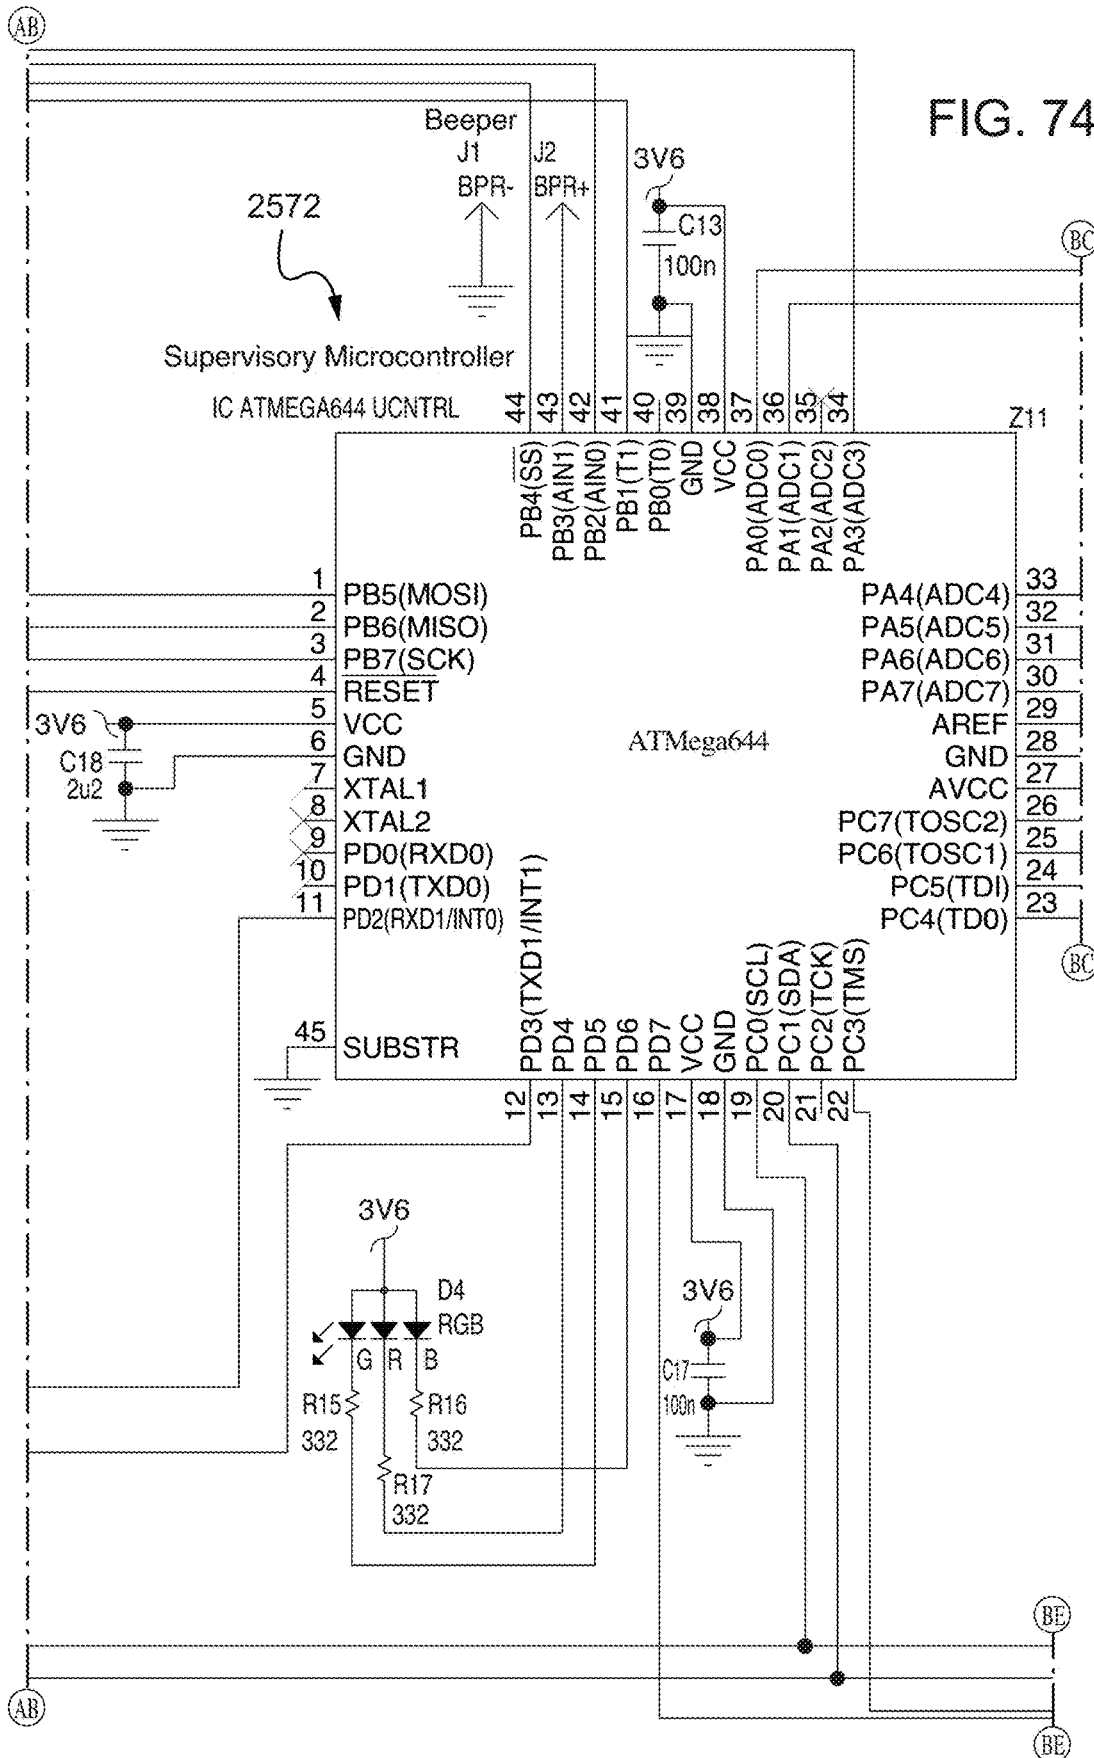 AB
FIG. 74
Beeper
J1
J2
BPR-
BPR+
3V6
C13
100n
2572
BC
Supervisory Microcontroller
IC ATMEGA644 UCNTRL
Z11
44
43
42
41
40
39
38
37
36
35
34
PB4(SS)
PB3(AIN1)
PB2(AIN0)
PB1(T1)
PB0(T0)
GND
VCC
PA0(ADC0)
PA1(ADC1)
PA2(ADC2)
PA3(ADC3)
1 PB5(MOSI)
2 PB6(MISO)
3 PB7(SCK)
4 RESET
5 VCC
6 GND
7 XTAL1
8 XTAL2
9 PD0(RXD0)
10 PD1(TXD0)
11 PD2(RXD1/INT0)
45 SUBSTR
3V6
C18
2u2
ATMega644
PA4(ADC4) 33
PA5(ADC5) 32
PA6(ADC6) 31
PA7(ADC7) 30
AREF 29
GND 28
AVCC 27
PC7(TOSC2) 26
PC6(TOSC1) 25
PC5(TDI) 24
PC4(TD0) 23
BC
PD3(TXD1/INT1)
PD4
PD5
PD6
PD7
VCC
GND
PC0(SCL)
PC1(SDA)
PC2(TCK)
PC3(TMS)
12
13
14
15
16
17
18
19
20
21
22
3V6
D4
RGB
G R B
R15
332
R16
332
R17
332
3V6
C17
100n
BE
AB
BE